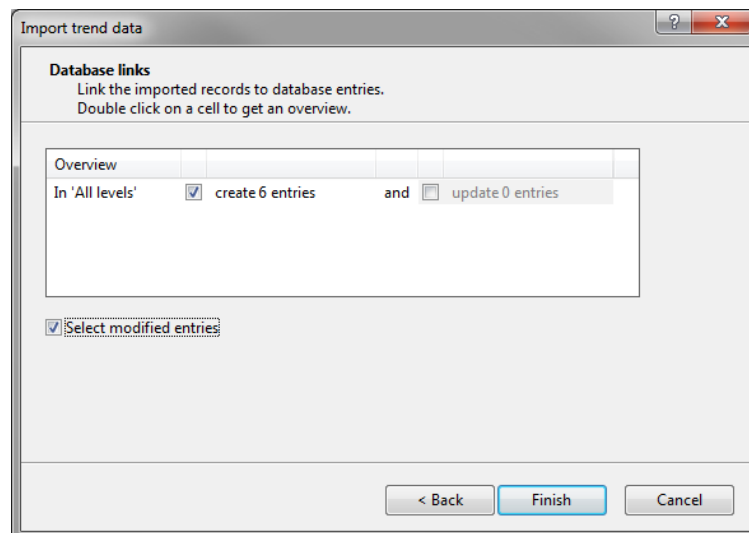 Import trend data
?
X
Database links
Link the imported records to database entries.
Double click on a cell to get an overview.
Overview
In 'All levels' create 6 entries and update 0 entries
Select modified entries
< Back Finish Cancel